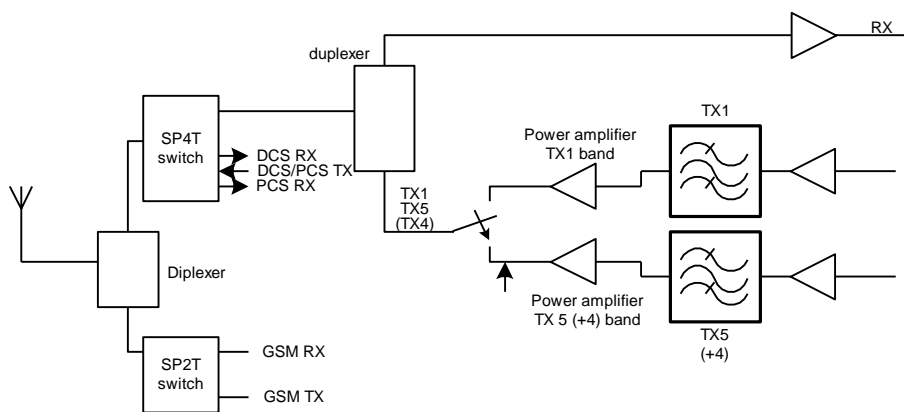 RX
duplexer
TX1
SP4T
switch
DCS RX
DCS/PCS TX
PCS RX
Power amplifier
TX1 band
TX1
TX5
(TX4)
Diplexer
Power amplifier
TX 5 (+4) band
TX5
(+4)
SP2T
switch
GSM RX
GSM TX